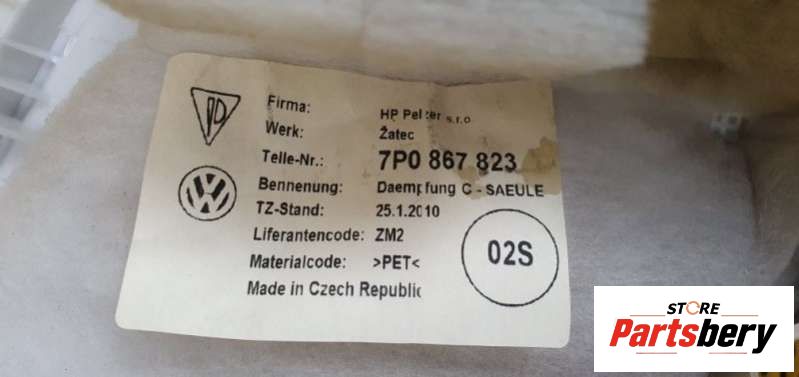 Firma: HP Pelzer s.r.o.
Werk: Žatec
Teile-Nr.: 7P0 867 823
Bennenung: Daempfung C - SAEULE
TZ-Stand: 25.1.2010
Liferantencode: ZM2
Materialcode: >PET<
Made in Czech Republic
02S
STORE
Partsbery